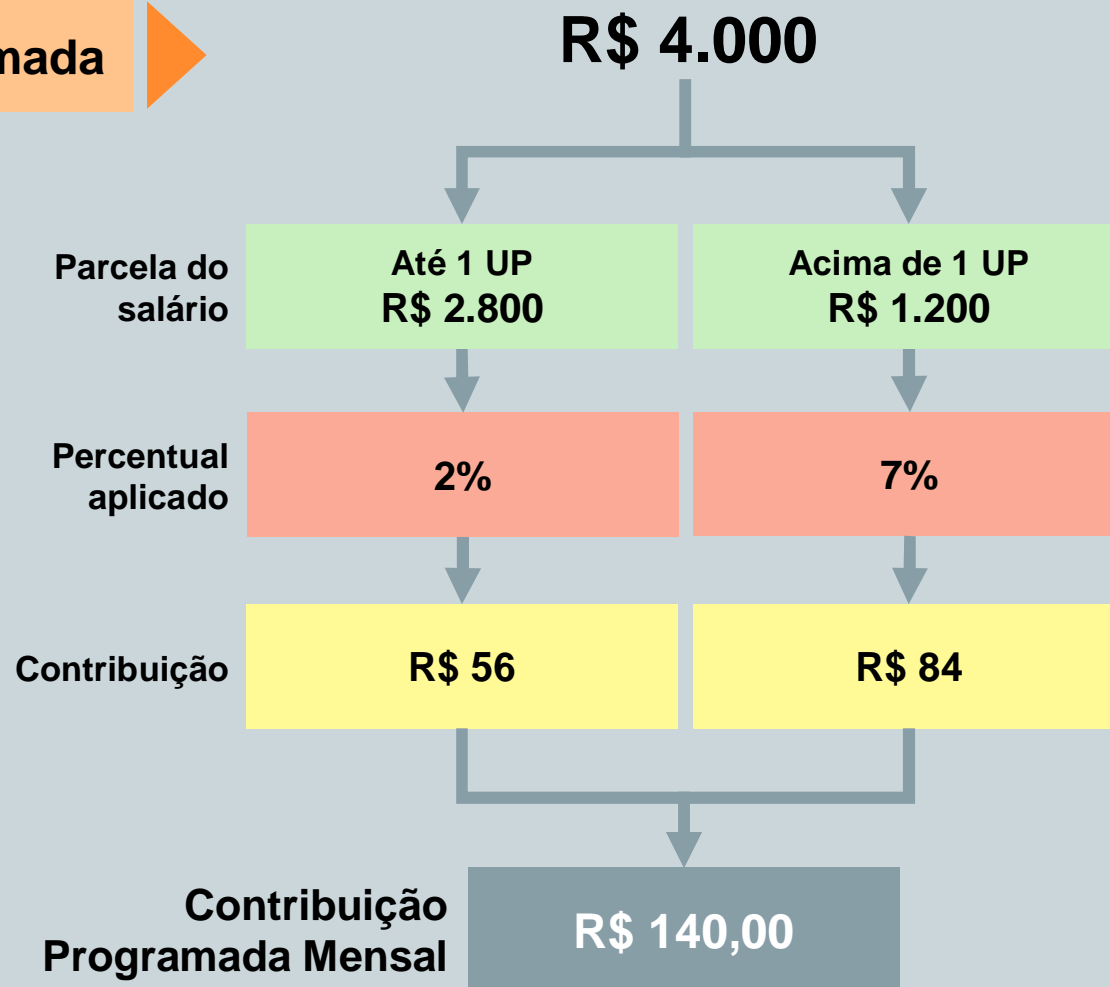 R$ 4.000
Parcela do
salário
Até 1 UP
R$ 2.800
Acima de 1 UP
R$ 1.200
Percentual
aplicado
2%
7%
Contribuição
R$ 56
R$ 84
Contribuição
Programada Mensal
R$ 140,00